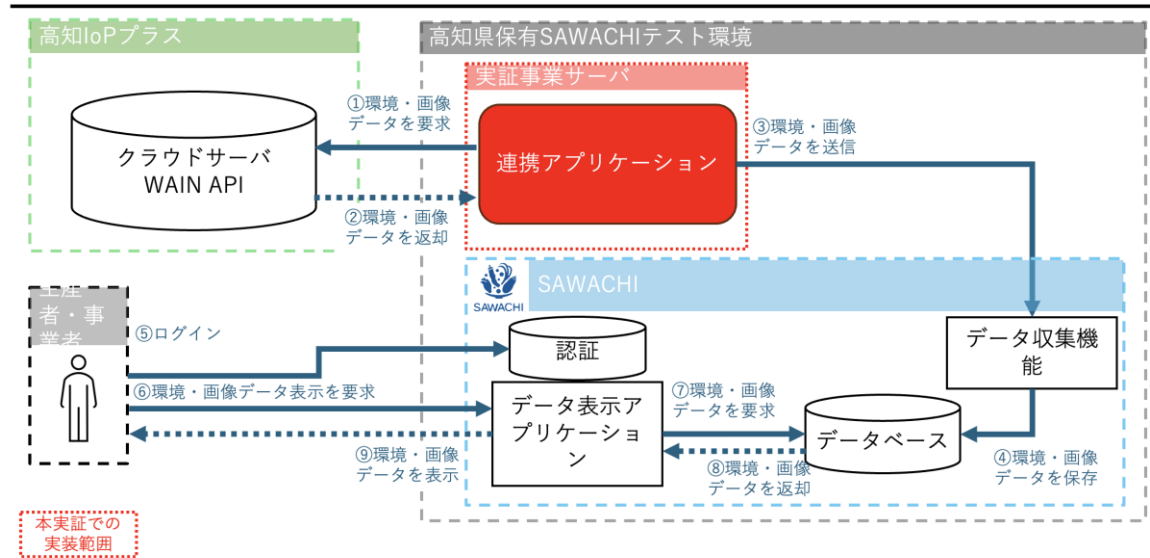 高知IoPプラス
高知県保有SAWACHIテスト環境
実証事業サーバ
①環境・画像
データを要求
クラウドサーバ
WAIN API
連携アプリケーション
③環境・画像
データを送信
②環境・画像
データを返却
SAWACHI
SAWACHI
生産
者・事
業者
⑤ログイン
認証
データ収集機
能
⑥環境・画像データ表示を要求
データ表示ア
プリケーショ
ン
⑦環境・画像
データを要求
データベース
⑨環境・画像
データを表示
⑧環境・画像
データを返却
④環境・画像
データを保存
本実証での
実装範囲